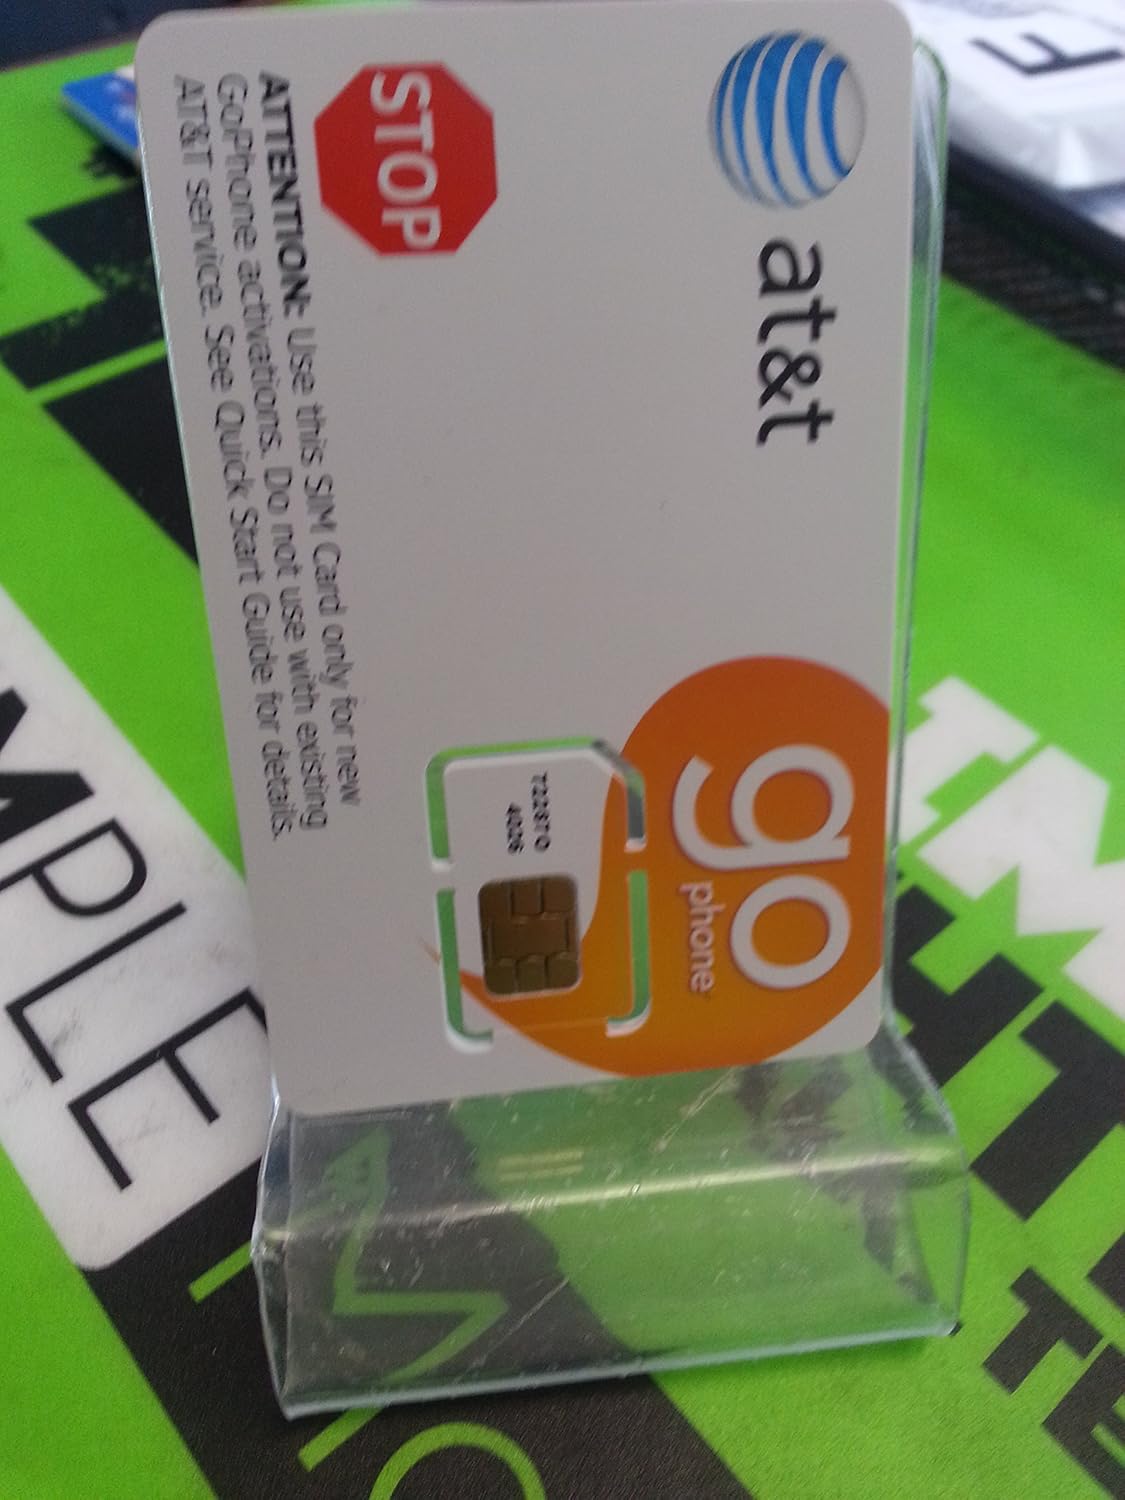 at&t
go
phone
STOP
ATTENTION: Use this SIM Card only for new
GoPhone activations. Do not use with existing
AT&T service. See Quick Start Guide for details.
MPLE